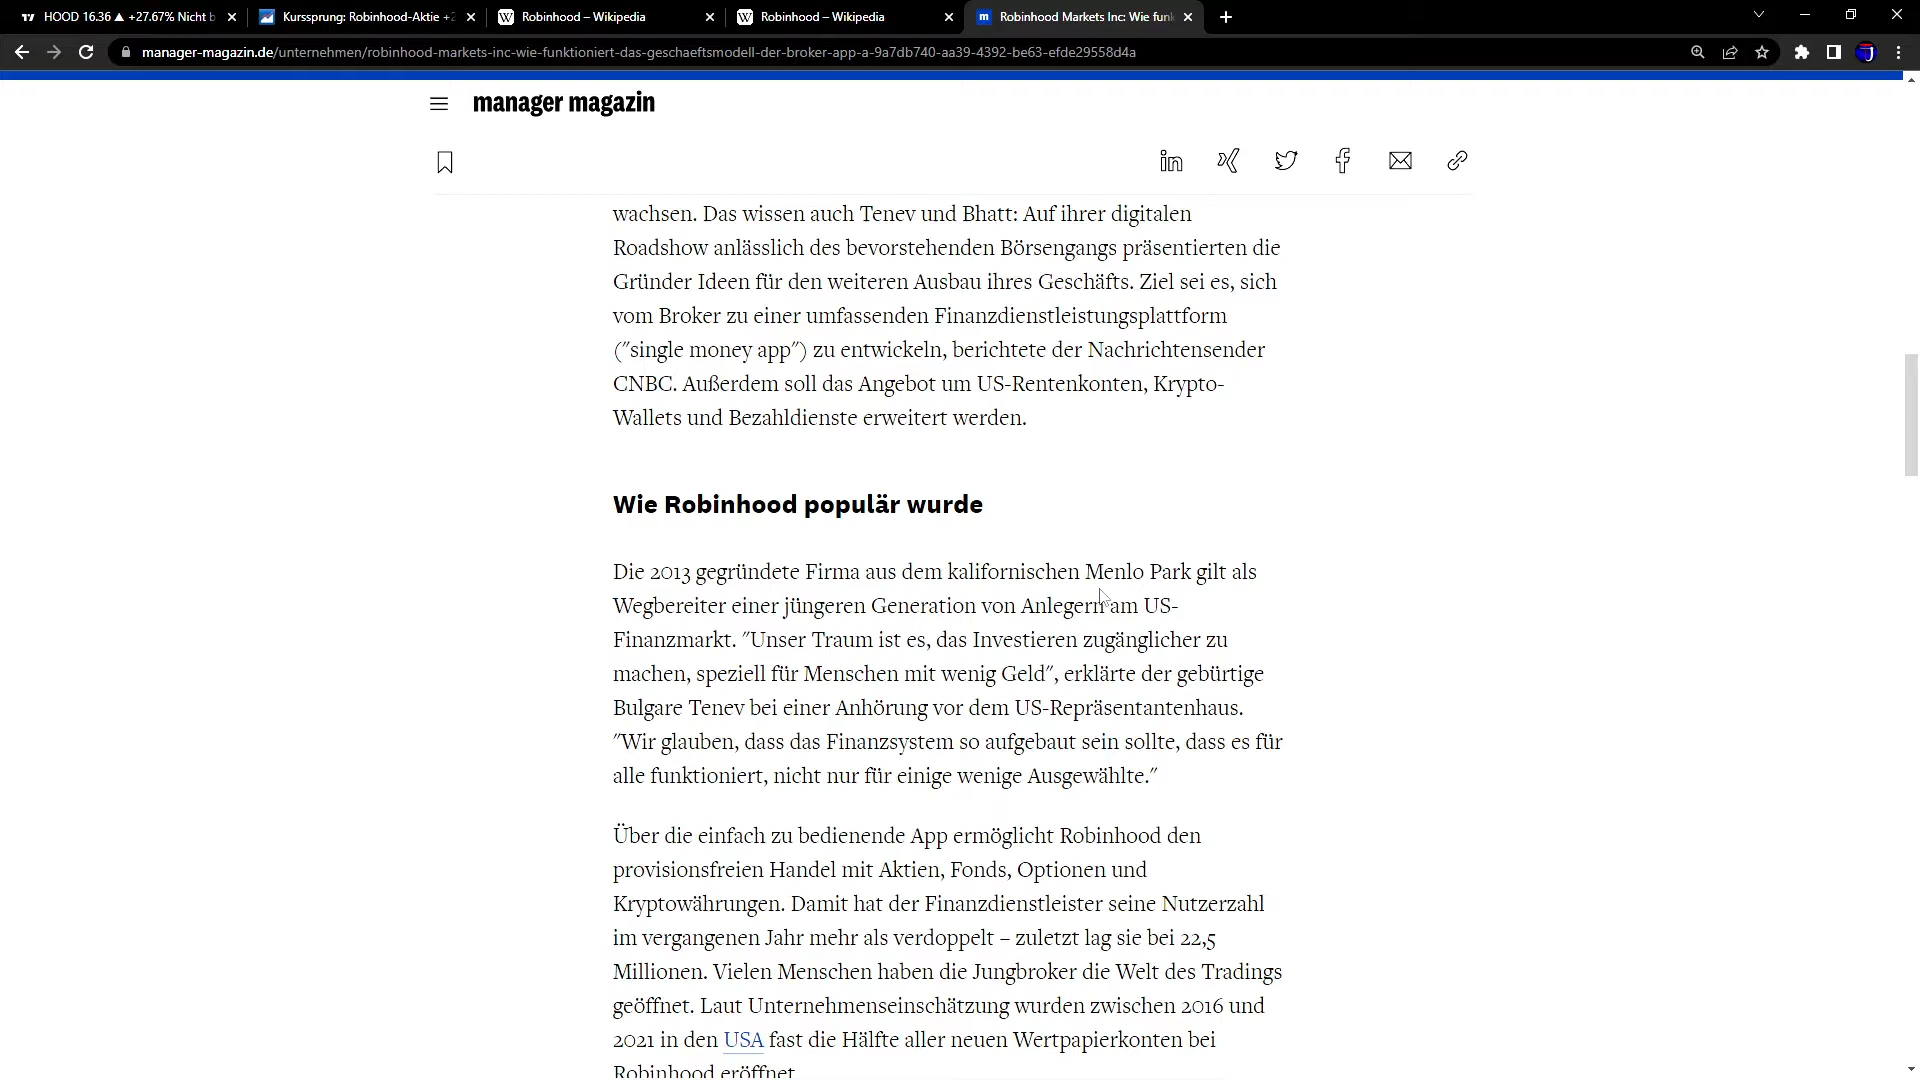 HOOD 16.36 ▲ +27.67% Nicht b
Kurssprung: Robinhood-Aktie +2
Robinhood – Wikipedia
Robinhood – Wikipedia
Robinhood Markets Inc: Wie funk
manager-magazin.de/unternehmen/robinhood-markets-inc-wie-funktioniert-das-geschaeftsmodell-der-broker-app-a-9a7db740-aa39-4392-be63-efde29558d4a
manager magazin
wachsen. Das wissen auch Tenev und Bhatt: Auf ihrer digitalen
Roadshow anlässlich des bevorstehenden Börsengangs präsentierten die
Gründer Ideen für den weiteren Ausbau ihres Geschäfts. Ziel sei es, sich
vom Broker zu einer umfassenden Finanzdienstleistungsplattform
("single money app") zu entwickeln, berichtete der Nachrichtensender
CNBC. Außerdem soll das Angebot um US-Rentenkonten, Krypto-
Wallets und Bezahldienste erweitert werden.
Wie Robinhood populär wurde
Die 2013 gegründete Firma aus dem kalifornischen Menlo Park gilt als
Wegbereiter einer jüngeren Generation von Anlegern am US-
Finanzmarkt. "Unser Traum ist es, das Investieren zugänglicher zu
machen, speziell für Menschen mit wenig Geld", erklärte der gebürtige
Bulgare Tenev bei einer Anhörung vor dem US-Repräsentantenhaus.
"Wir glauben, dass das Finanzsystem so aufgebaut sein sollte, dass es für
alle funktioniert, nicht nur für einige wenige Ausgewählte."
Über die einfach zu bedienende App ermöglicht Robinhood den
provisionsfreien Handel mit Aktien, Fonds, Optionen und
Kryptowährungen. Damit hat der Finanzdienstleister seine Nutzerzahl
im vergangenen Jahr mehr als verdoppelt – zuletzt lag sie bei 22,5
Millionen. Vielen Menschen haben die Jungbroker die Welt des Tradings
geöffnet. Laut Unternehmenseinschätzung wurden zwischen 2016 und
2021 in den USA fast die Hälfte aller neuen Wertpapierkonten bei
Robinhood eröffnet